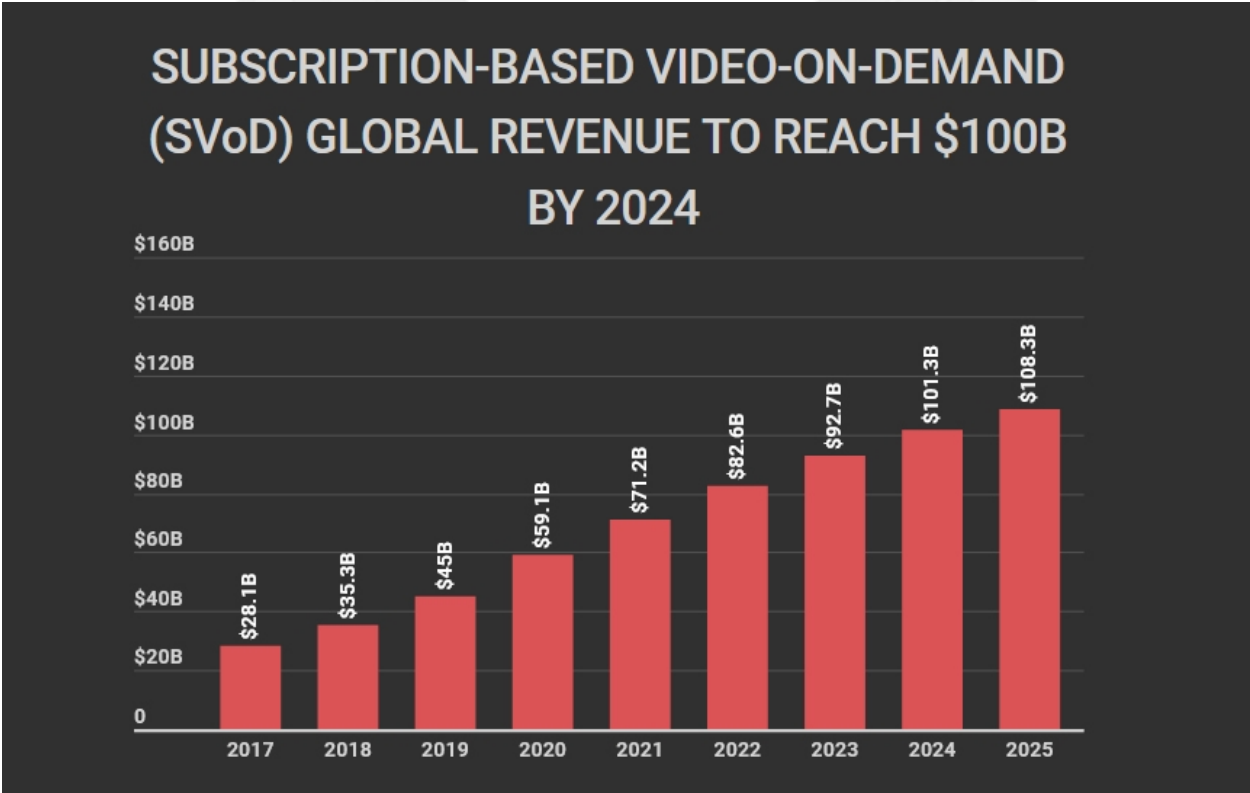 SUBSCRIPTION-BASED VIDEO-ON-DEMAND
(SVoD) GLOBAL REVENUE TO REACH $100B
BY 2024
$160B
$140B
$120B
$100B
$80B
$60B
$40B
$20B
0
$28.1B
$35.3B
$45B
$59.1B
$71.2B
$82.6B
$92.7B
$101.3B
$108.3B
2017 2018 2019 2020 2021 2022 2023 2024 2025